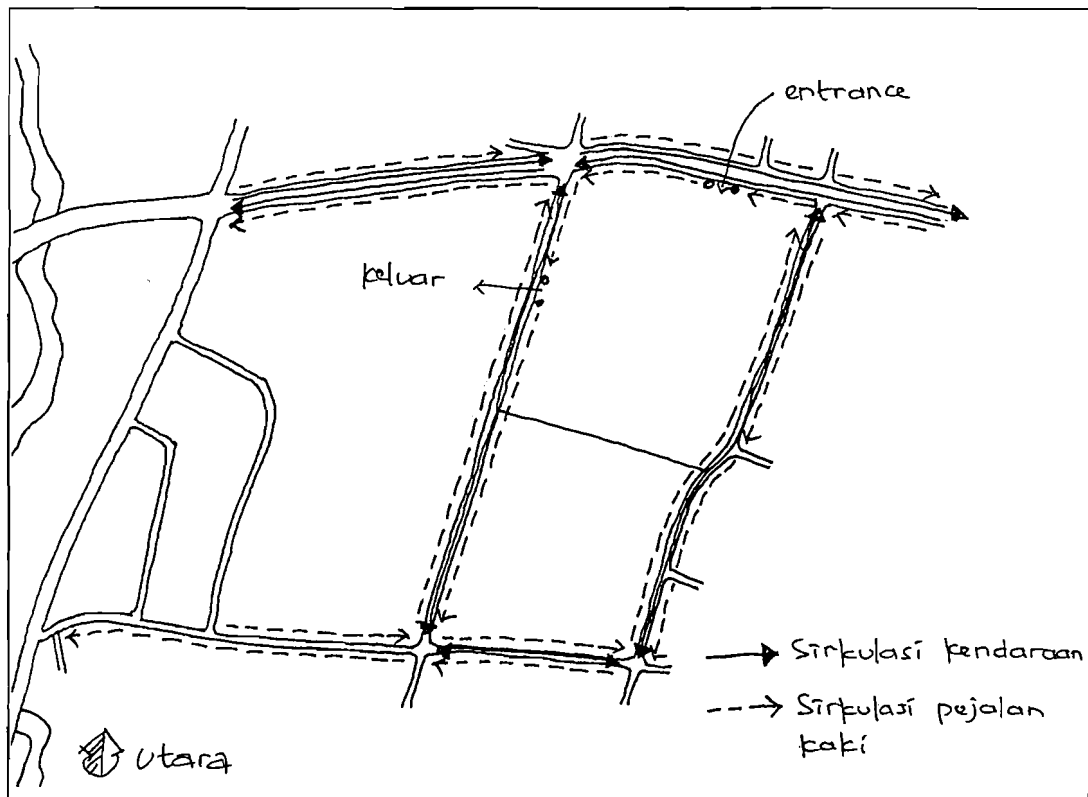 entrance
keluar
Sirkulasi kendaraan
Sirkulasi pejalan
kaki
utara